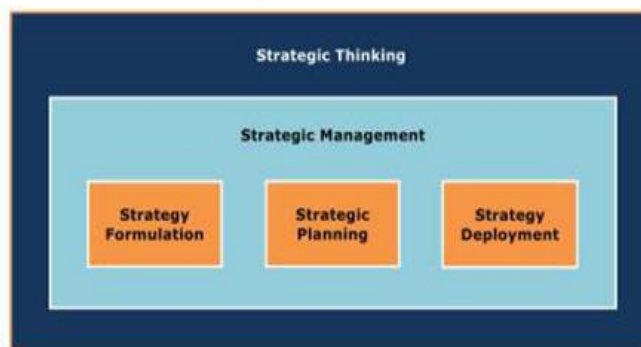 Strategic Thinking
Strategic Management
Strategy
Formulation
Strategic
Planning
Strategy
Deployment